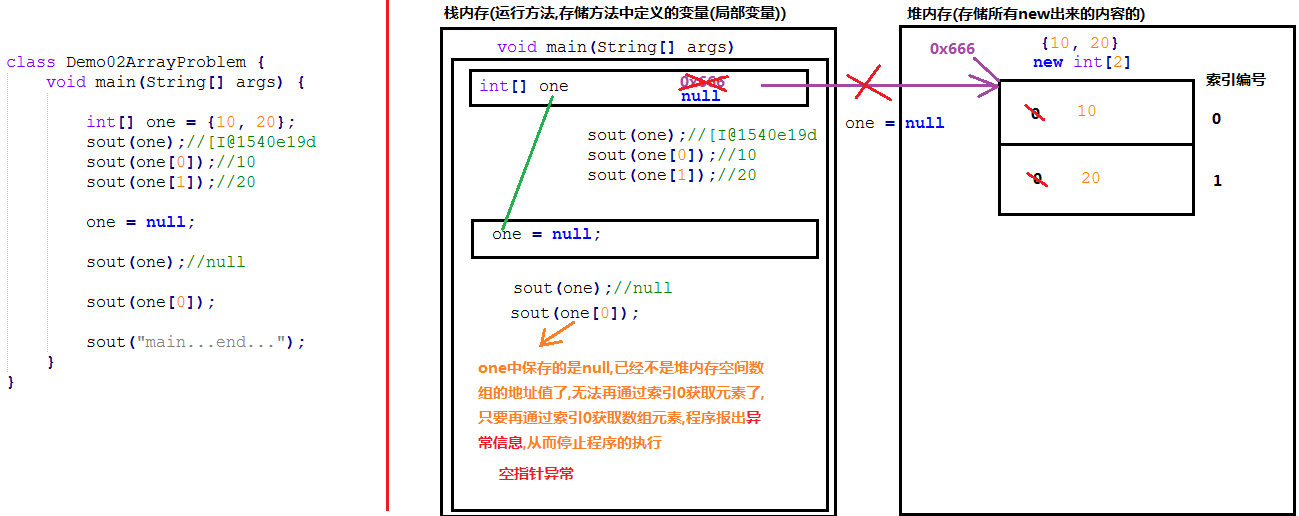 class Demo02ArrayProblem {
void main(String[] args) {
int[] one = {10, 20};
sout(one);//[I@1540e19d
sout(one[0]);//10
sout(one[1]);//20
one = null;
sout(one);//null
sout(one[0]);
sout("main...end...");
}
}
栈内存(运行方法,存储方法中定义的变量(局部变量))
void main(String[] args)
int[] one
0x666
null
sout(one);//[I@1540e19d
sout(one[0]);//10
sout(one[1]);//20
one = null;
sout(one);//null
sout(one[0]);
one中保存的是null,已经不是堆内存空间数
组的地址值了,无法再通过索引0获取元素了,
只要再通过索引0获取数组元素,程序报出异
常信息,从而停止程序的执行
空指针异常
one = null
堆内存(存储所有new出来的内容的)
0x666
{10, 20}
new int[2]
索引编号
0 10 0
0 20 1